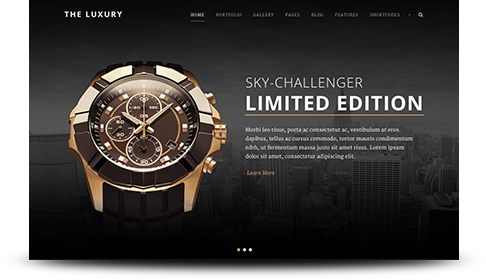 THE LUXURY
HOME PORTFOLIO GALLERY PAGES BLOG FEATURES SHORTCODES
SKY-CHALLENGER
LIMITED EDITION
Morbi leo risus, porta ac consectetur ac, vestibulum at eros.
dapibus, tellus ac cursus commodo, tortor mauris condimentum
nibh, ut fermentum massa justo sit amet risus. Lorem ipsum
dolor sit amet, consectetur adipiscing elit.
Learn More